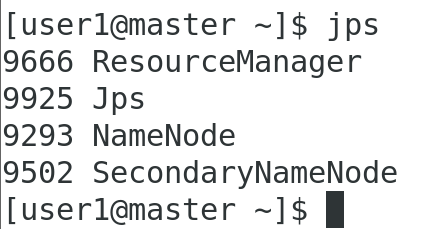 [user1@master ~]$ jps
9666 ResourceManager
9925 Jps
9293 NameNode
9502 SecondaryNameNode
[user1@master ~]$